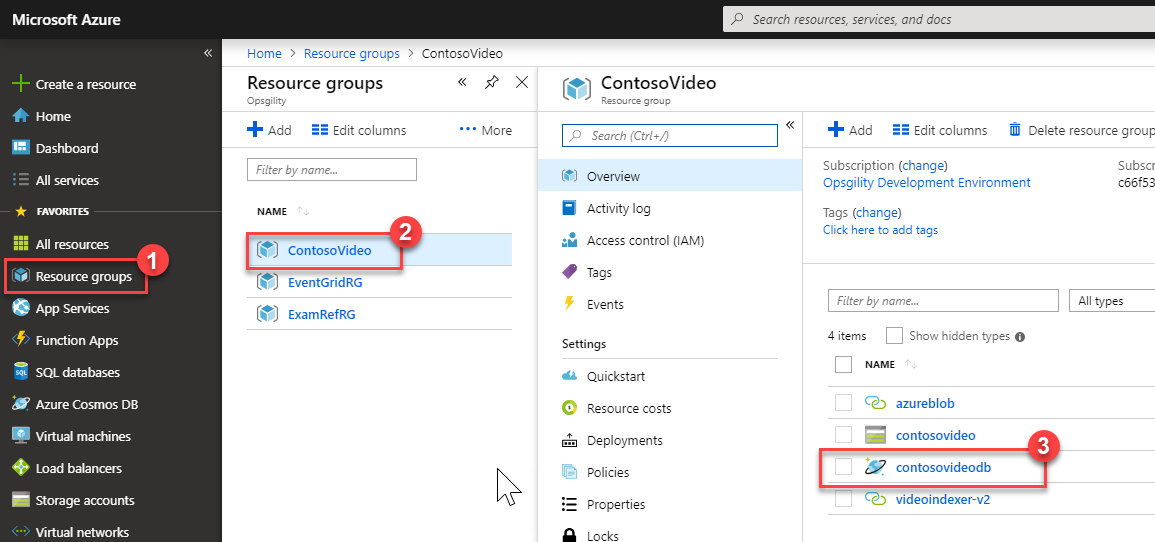 Microsoft Azure
Search resources, services, and docs
«
Create a resource
Home
Dashboard
All services
FAVORITES
All resources
Resource groups
1
App Services
Function Apps
SQL databases
Azure Cosmos DB
Virtual machines
Load balancers
Storage accounts
Virtual networks
Home > Resource groups > ContosoVideo
Resource groups
Opsgility
«
Add
Edit columns
··· More
Filter by name...
NAME
ContosoVideo
2
EventGridRG
ExamRefRG
ContosoVideo
Resource group
Search (Ctrl+/)
«
Overview
Activity log
Access control (IAM)
Tags
Events
Settings
Quickstart
Resource costs
Deployments
Policies
Properties
Locks
Add
Edit columns
Delete resource group
Subscription (change)
Opsgility Development Environment
Subsc
c66f53
Tags (change)
Click here to add tags
Filter by name...
All types
4 items
Show hidden types
NAME
azureblob
contosovideo
contosovideodb
3
videoindexer-v2